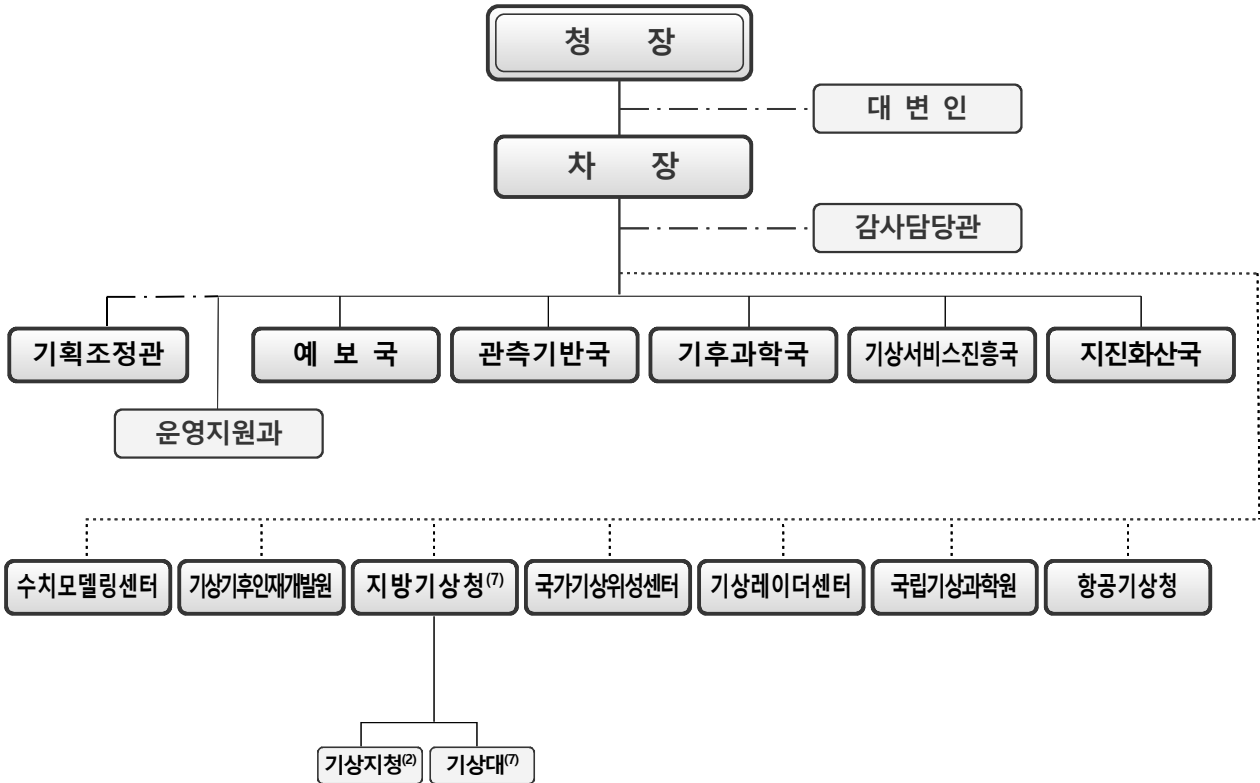 청 장
대 변 인
차 장
감사담당관
기획조정관
예 보 국
관측기반국
기후과학국
기상서비스진흥국
지진화산국
운영지원과
수치모델링센터
기상기후인재개발원
지방기상청(7)
국가기상위성센터
기상레이더센터
국립기상과학원
항공기상청
기상지청(2)
기상대(7)